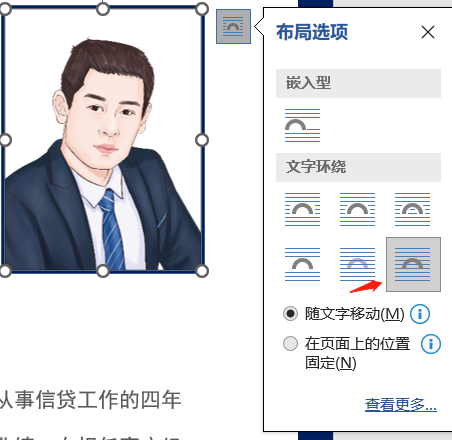 布局选项
嵌入型
文字环绕
随文字移动(M)
在页面上的位置
固定(N)
查看更多...
从事信贷工作的四年